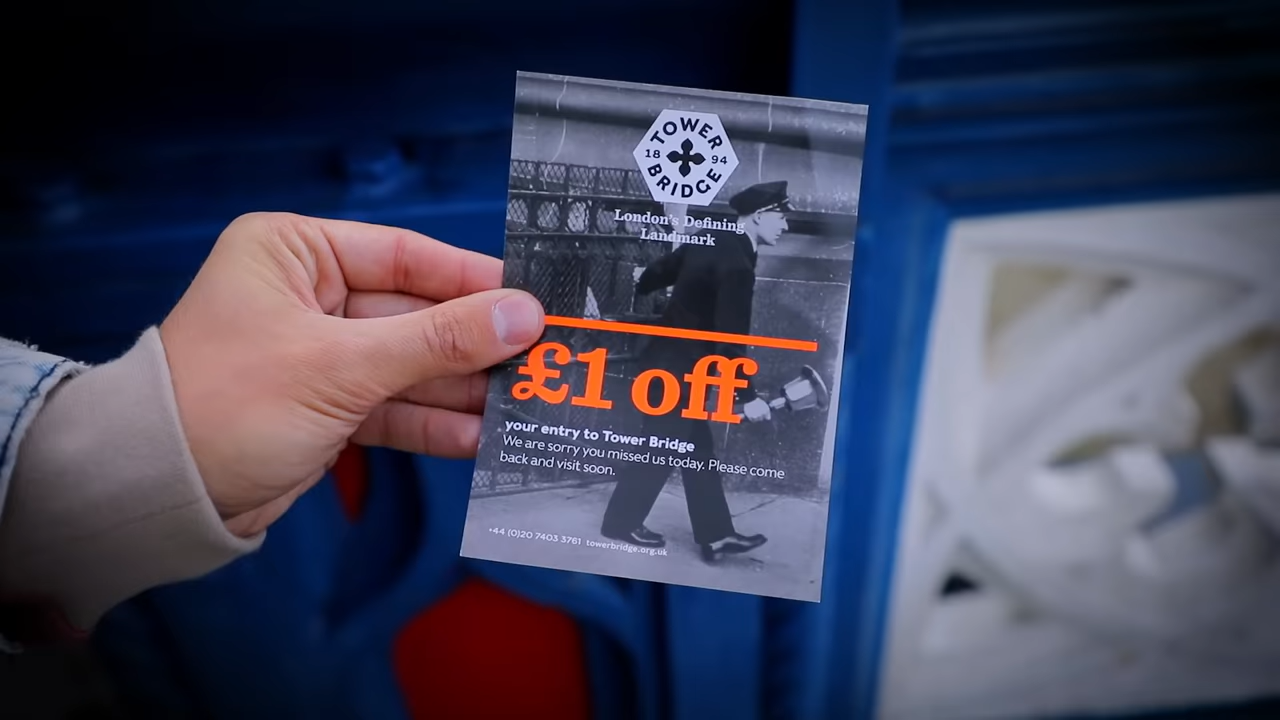 TOWER
18 94
BRIDGE
London's Defining
Landmark
£1 off
your entry to Tower Bridge
We are sorry you missed us today. Please come
back and visit soon.
+44 (0)20 7403 3761 towerbridge.org.uk